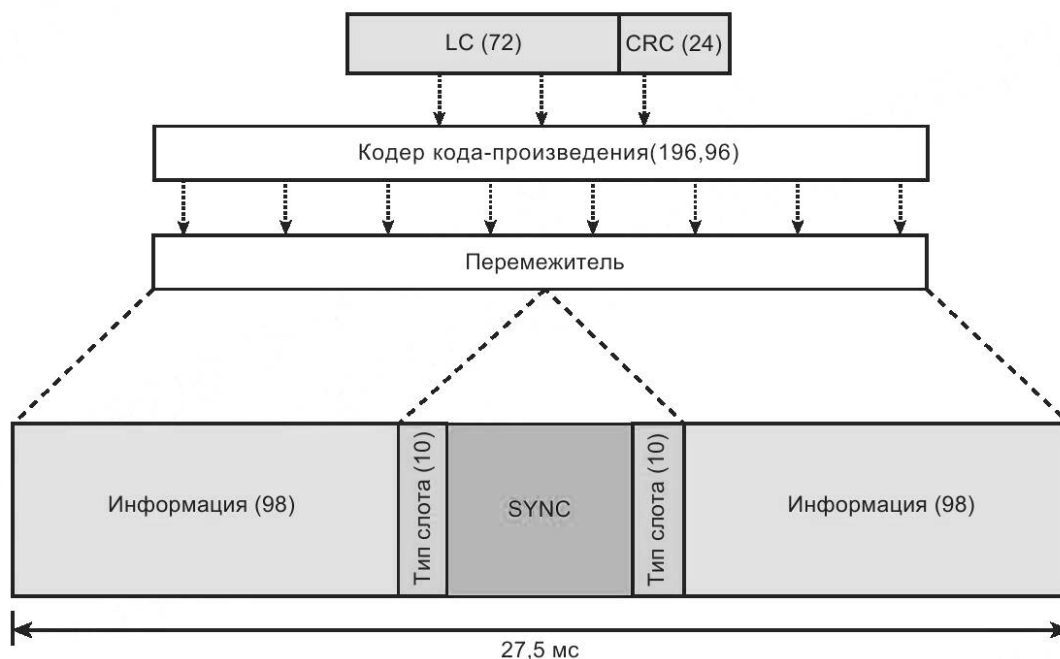 LC (72)
CRC (24)
Кодер кода-произведения(196,96)
Перемежитель
Информация (98)
Тип слота (10)
SYNC
Тип слота (10)
Информация (98)
27,5 мс